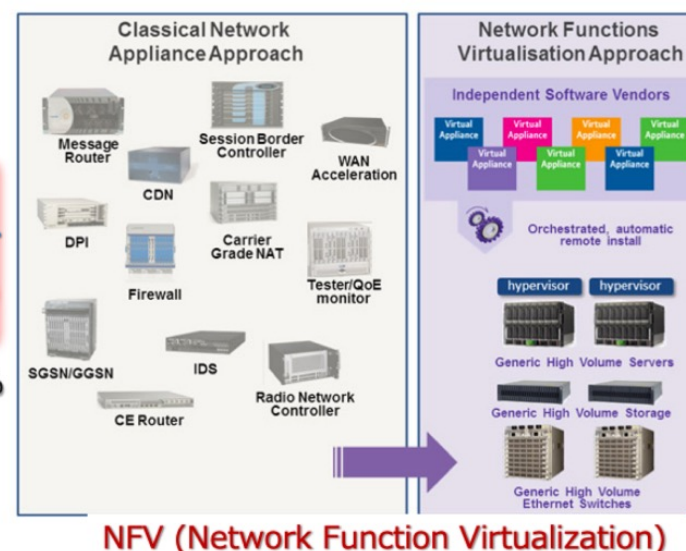 Classical Network
Appliance Approach
Message
Router
Session Border
Controller
WAN
Acceleration
CDN
DPI
Firewall
Carrier
Grade NAT
Tester/QoE
monitor
SGSN/GGSN
IDS
Radio Network
Controller
CE Router
Network Functions
Virtualisation Approach
Independent Software Vendors
Virtual
Appliance
Virtual
Appliance
Virtual
Appliance
Virtual
Appliance
Virtual
Appliance
Virtual
Appliance
Virtual
Appliance
Orchestrated, automatic
remote install
hypervisor
hypervisor
Generic High Volume Servers
Generic High Volume Storage
Generic High Volume
Ethernet Switches
NFV (Network Function Virtualization)